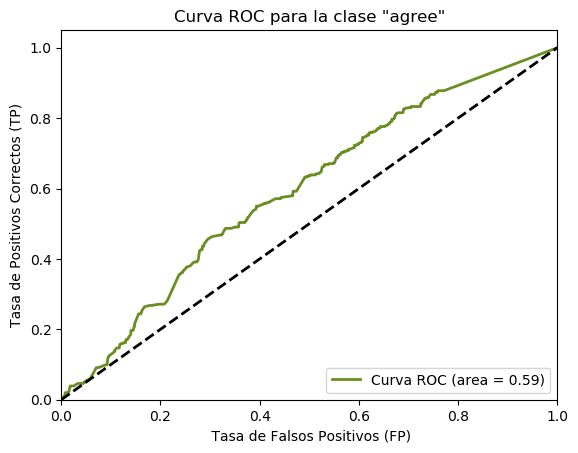 Curva ROC para la clase "agree"
Tasa de Positivos Correctos (TP)
1.0
0.8
0.6
0.4
0.2
0.0
Curva ROC (area = 0.59)
0.0 0.2 0.4 0.6 0.8 1.0
Tasa de Falsos Positivos (FP)